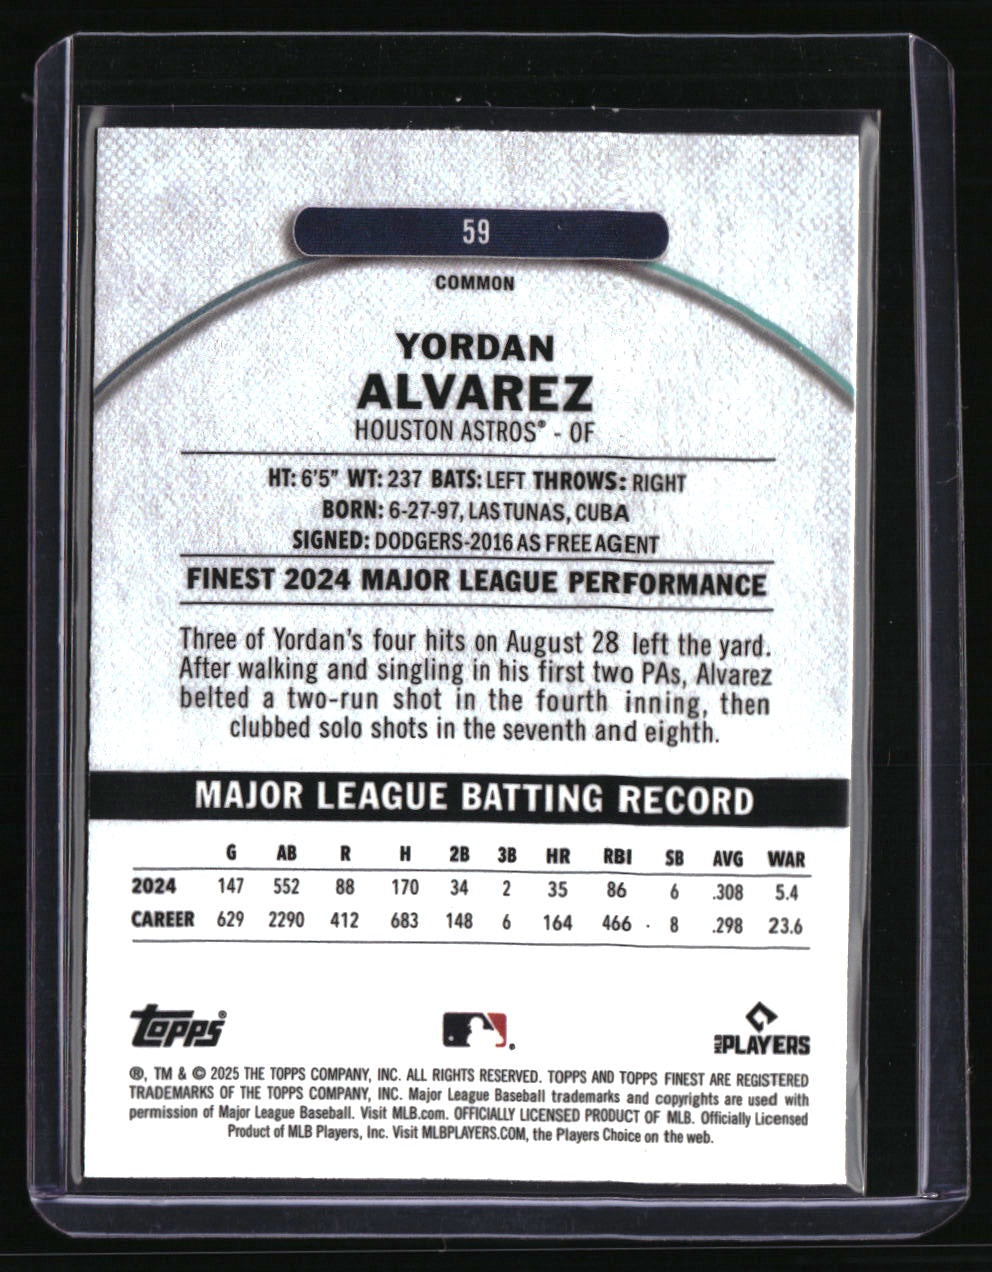 59
COMMON
YORDAN
ALVAREZ
HOUSTON ASTROS® - OF
HT: 6'5" WT: 237 BATS: LEFT THROWS: RIGHT
BORN: 6-27-97, LAS TUNAS, CUBA
SIGNED: DODGERS-2016 AS FREE AGENT
FINEST 2024 MAJOR LEAGUE PERFORMANCE
Three of Yordan's four hits on August 28 left the yard.
After walking and singling in his first two PAs, Alvarez
belted a two-run shot in the fourth inning, then
clubbed solo shots in the seventh and eighth.
MAJOR LEAGUE BATTING RECORD
G AB R H 2B 3B HR RBI SB AVG WAR
2024 147 552 88 170 34 2 35 86 6 .308 5.4
CAREER 629 2290 412 683 148 6 164 466 8 .298 23.6
topps®
MLB PLAYERS
®, TM & © 2025 THE TOPPS COMPANY, INC. ALL RIGHTS RESERVED. TOPPS AND TOPPS FINEST ARE REGISTERED
TRADEMARKS OF THE TOPPS COMPANY, INC. Major League Baseball trademarks and copyrights are used with
permission of Major League Baseball. Visit MLB.com. OFFICIALLY LICENSED PRODUCT OF MLB. Officially Licensed
Product of MLB Players, Inc. Visit MLBPLAYERS.COM, the Players Choice on the web.